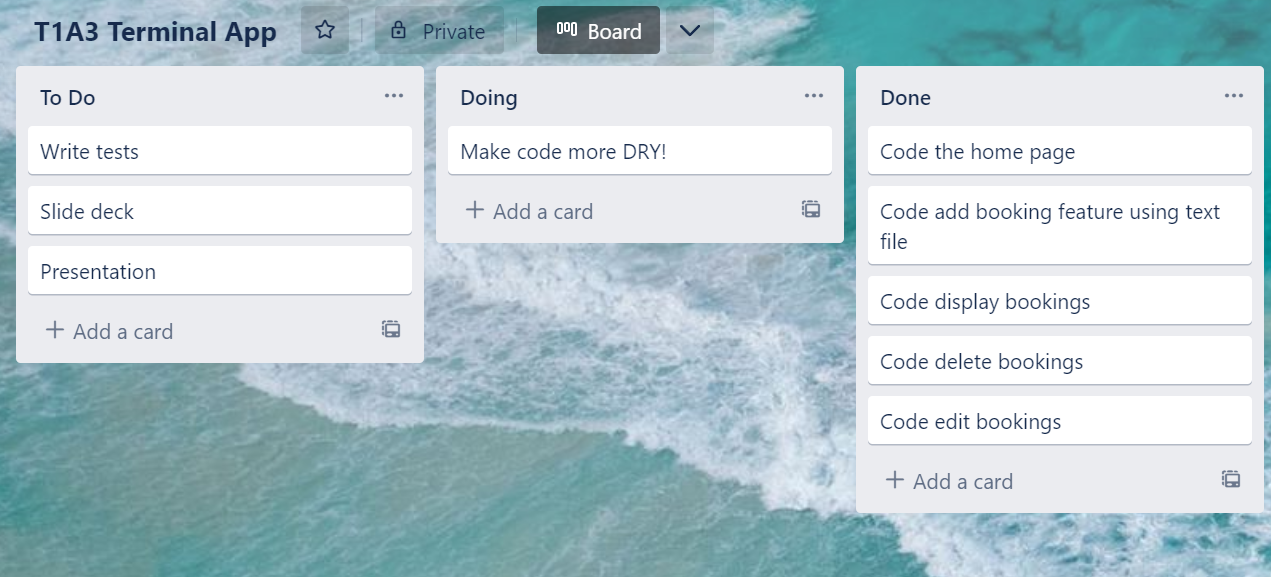 T1A3 Terminal App
Private
Board
To Do
Write tests
Slide deck
Presentation
Add a card
Doing
Make code more DRY!
Add a card
Done
Code the home page
Code add booking feature using text
file
Code display bookings
Code delete bookings
Code edit bookings
Add a card